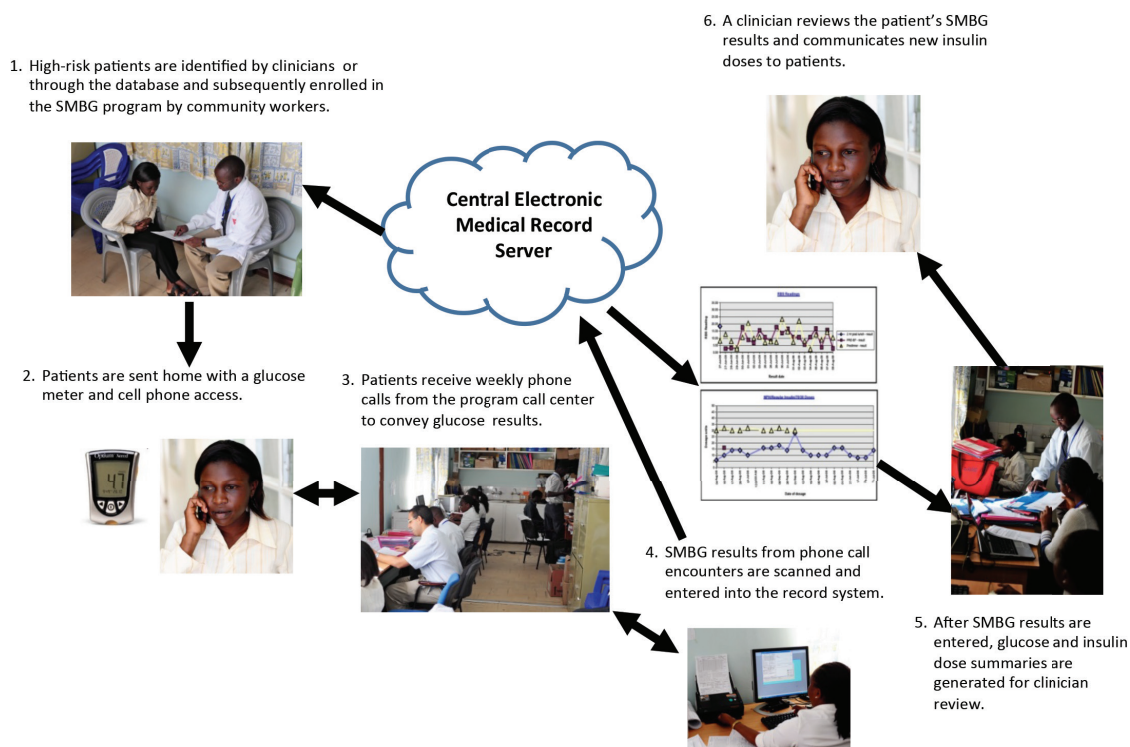 6. A clinician reviews the patient's SMBG
results and communicates new insulin
doses to patients.
1. High-risk patients are identified by clinicians or
through the database and subsequently enrolled in
the SMBG program by community workers.
Central Electronic
Medical Record
Server
2. Patients are sent home with a glucose
meter and cell phone access.
3. Patients receive weekly phone
calls from the program call center
to convey glucose results.
47
Result date
Date of dosage
4. SMBG results from phone call
encounters are scanned and
entered into the record system.
5. After SMBG results are
entered, glucose and insulin
dose summaries are
generated for clinician
review.